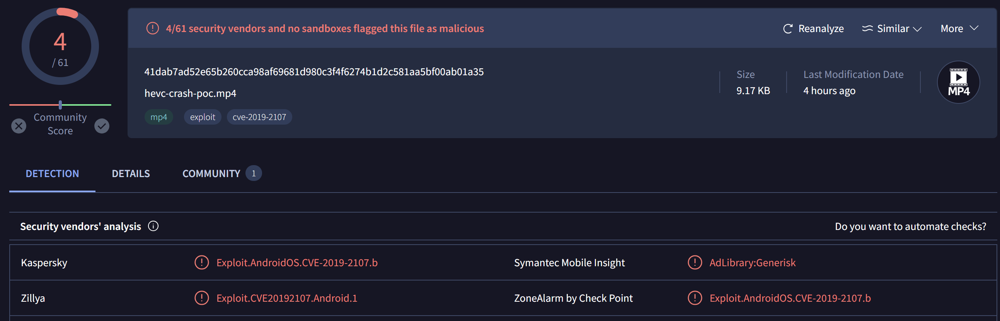 4
/ 61
Community
Score
4/61 security vendors and no sandboxes flagged this file as malicious
Reanalyze
Similar
More
41dab7ad52e65b260cca98af69681d980c3f4f6274b1d2c581aa5bf00ab01a35
hevc-crash-poc.mp4
mp4
exploit
cve-2019-2107
Size
9.17 KB
Last Modification Date
4 hours ago
MP4
DETECTION
DETAILS
COMMUNITY
1
Security vendors' analysis
Do you want to automate checks?
Kaspersky
Exploit.AndroidOS.CVE-2019-2107.b
Symantec Mobile Insight
AdLibrary:Generisk
Zillya
Exploit.CVE20192107.Android.1
ZoneAlarm by Check Point
Exploit.AndroidOS.CVE-2019-2107.b